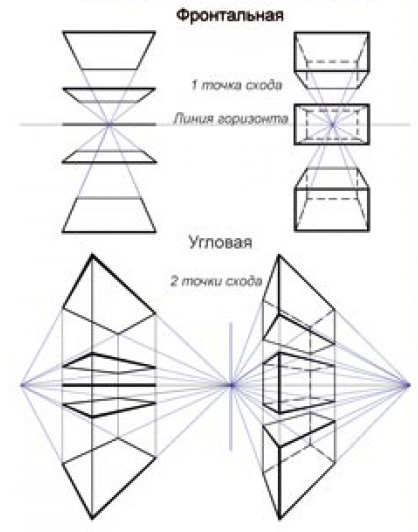 Фронтальная
1 точка схода
Линия горизонта
Угловая
2 точки схода